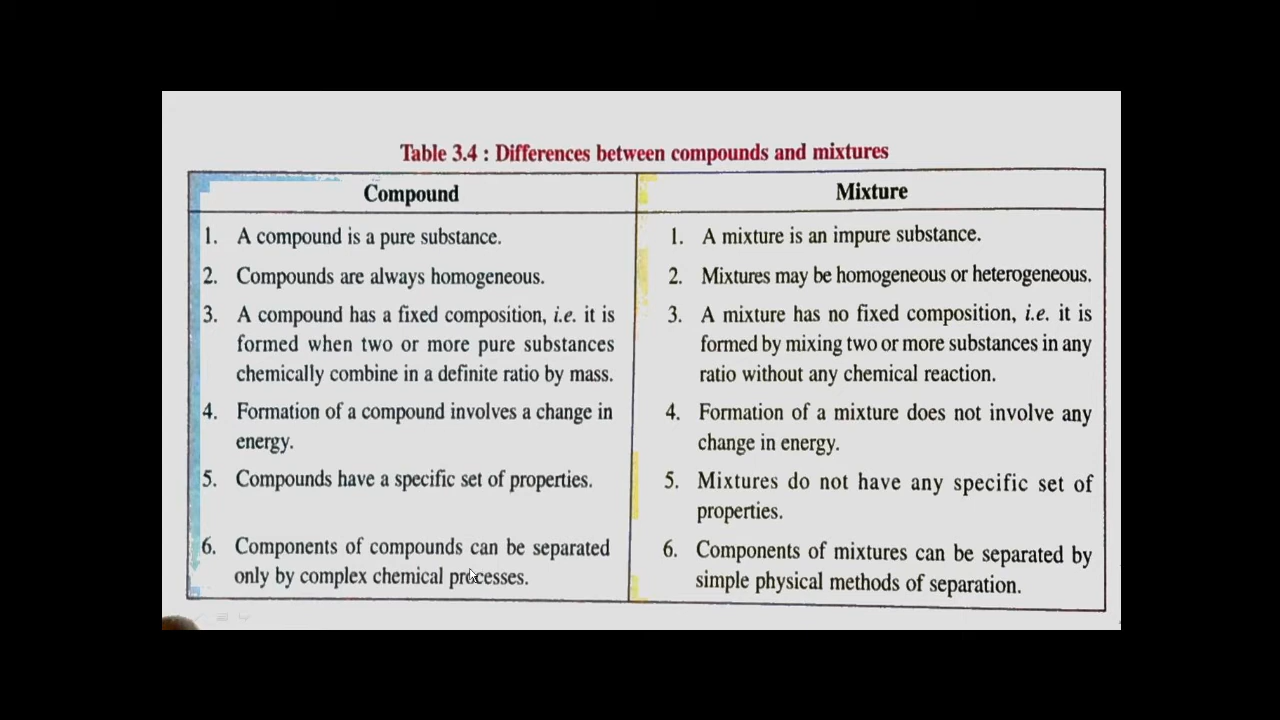 Table 3.4 : Differences between compounds and mixtures
Compound
1. A compound is a pure substance.
2. Compounds are always homogeneous.
3. A compound has a fixed composition, i.e. it is
formed when two or more pure substances
chemically combine in a definite ratio by mass.
4. Formation of a compound involves a change in
energy.
5. Compounds have a specific set of properties.
6. Components of compounds can be separated
only by complex chemical processes.
Mixture
1. A mixture is an impure substance.
2. Mixtures may be homogeneous or heterogeneous.
3. A mixture has no fixed composition, i.e. it is
formed by mixing two or more substances in any
ratio without any chemical reaction.
4. Formation of a mixture does not involve any
change in energy.
5. Mixtures do not have any specific set of
properties.
6. Components of mixtures can be separated by
simple physical methods of separation.